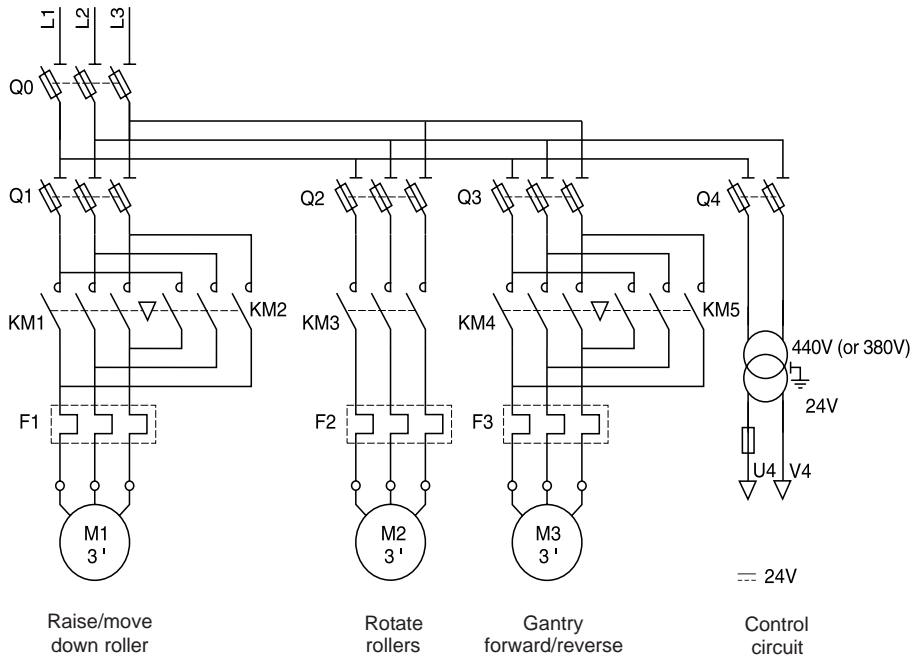 L1 L2 L3
Q0
Q1 Q2 Q3 Q4
KM1 KM2 KM3 KM4 KM5
440V (or 380V)
24V
F1 F2 F3
U4 V4
M1 M2 M3
3 ' 3 ' 3 '
24V
Raise/move Rotate Gantry Control
down roller rollers forward/reverse circuit